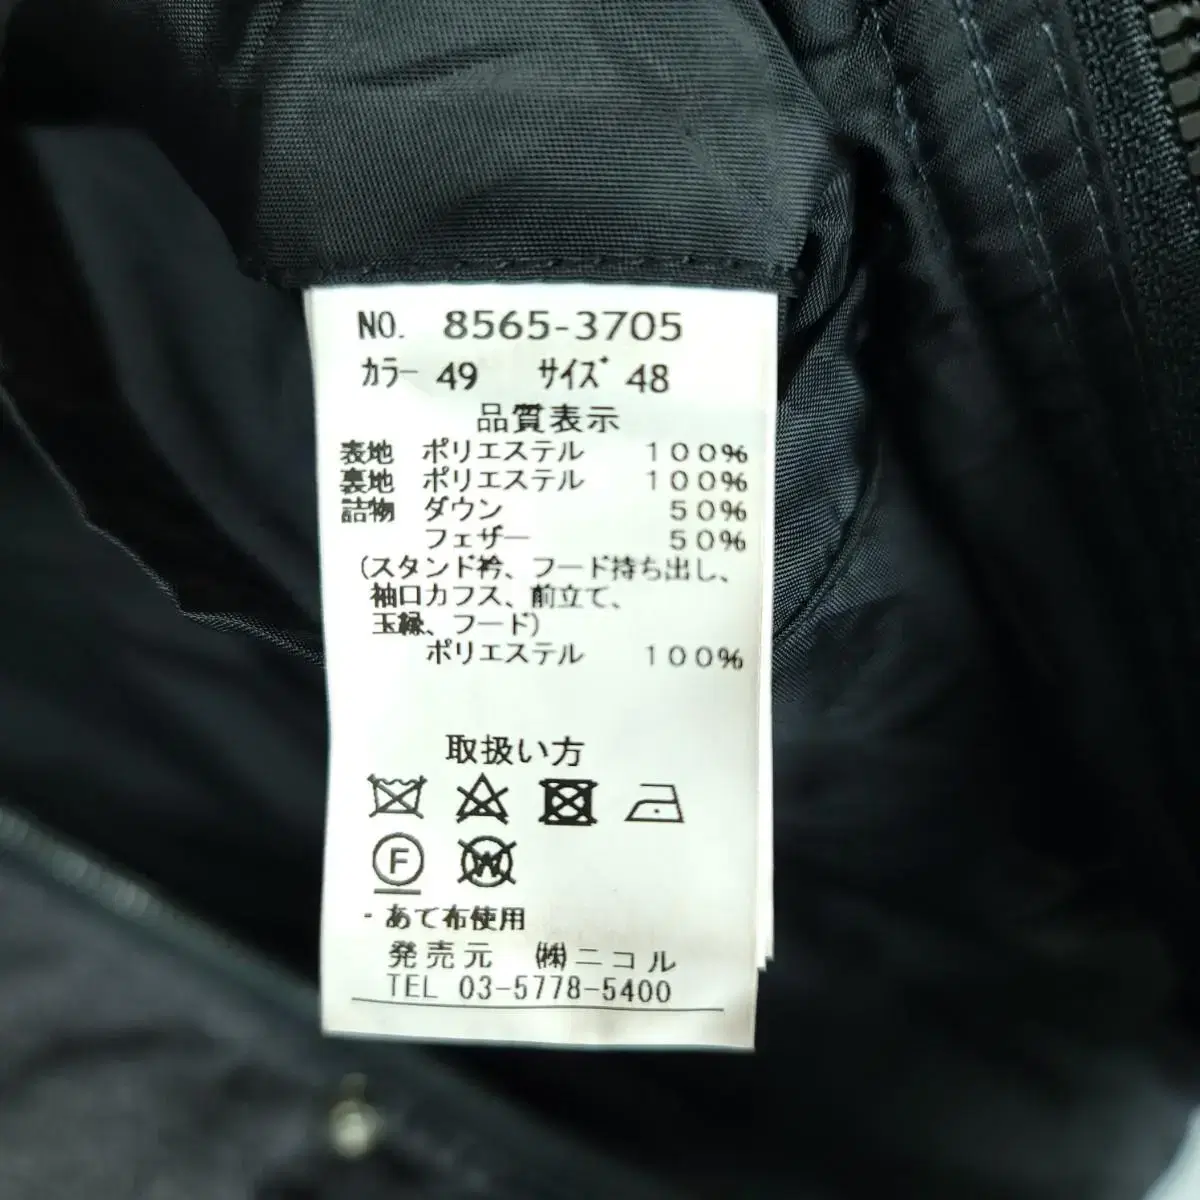 NO. 8565-3705
カラー 49 サイズ 48
品質表示
表地 ポリエステル 100%
裏地 ポリエステル 100%
詰物 ダウン 50%
フェザー 50%
(スタンド衿、フード持ち出し、
袖口カフス、前立て、
玉縁、フード)
ポリエステル 100%
取扱い方
F W
・あて布使用
発売元 ㈱ニコル
TEL 03-5778-5400